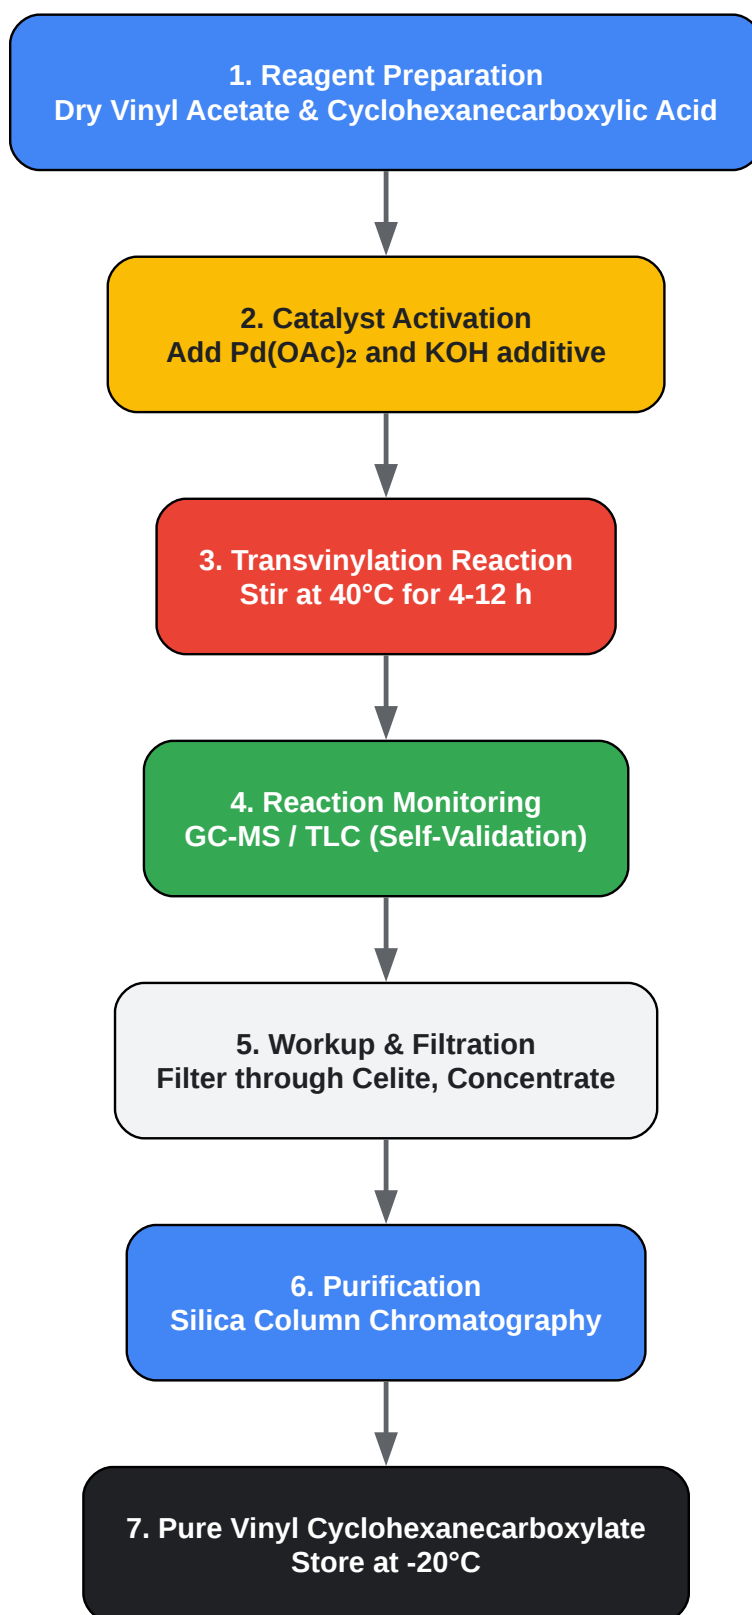 1. Reagent Preparation
Dry Vinyl Acetate & Cyclohexanecarboxylic Acid
2. Catalyst Activation
Add Pd(OAc)₂ and KOH additive
3. Transvinylation Reaction
Stir at 40°C for 4-12 h
4. Reaction Monitoring
GC-MS / TLC (Self-Validation)
5. Workup & Filtration
Filter through Celite, Concentrate
6. Purification
Silica Column Chromatography
7. Pure Vinyl Cyclohexanecarboxylate
Store at -20°C